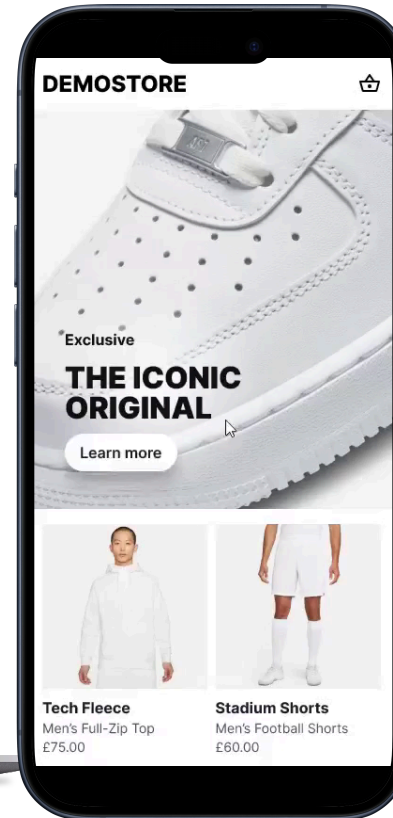 DEMOSTORE
Exclusive
THE ICONIC
ORIGINAL
Learn more
Tech Fleece
Men's Full-Zip Top
£75.00
Stadium Shorts
Men's Football Shorts
£60.00